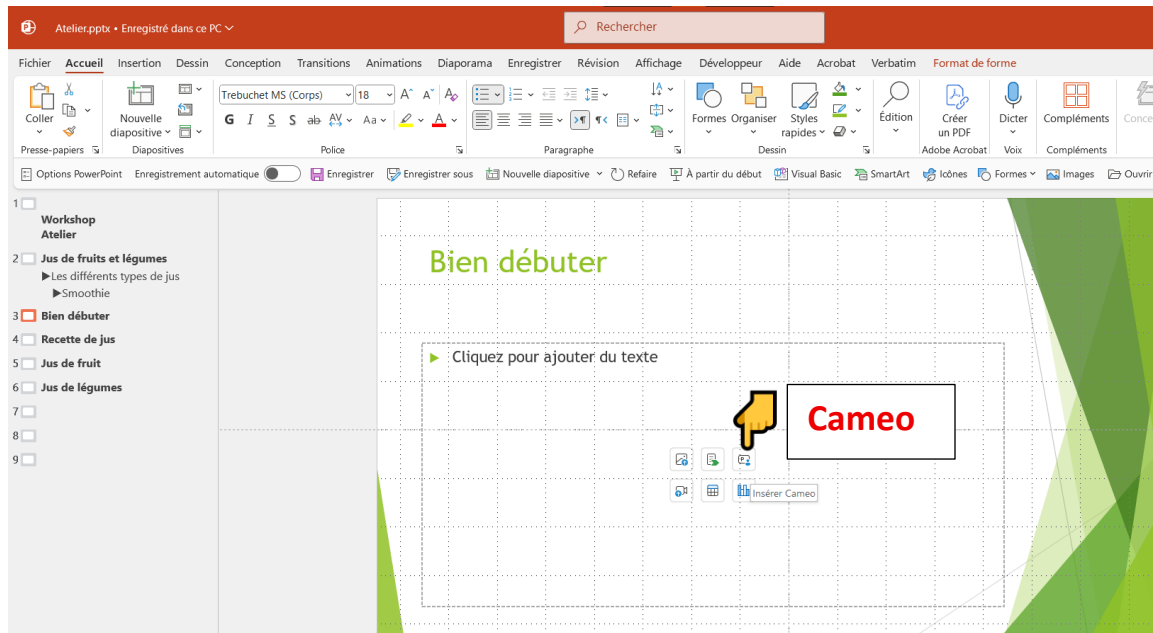 Atelier.pptx • Enregistré dans ce PC
Rechercher
Fichier Accueil Insertion Dessin Conception Transitions Animations Diaporama Enregistrer Révision Affichage Développeur Aide Acrobat Verbatim Format de forme
Trebuchet MS (Corps) 18
Coller
Nouvelle
diapositive
G I S S ab AV Aa A
Formes Organiser Styles
rapides
Édition
Créer
un PDF
Dicter
Compléments
Conce
Presse-papiers Diapositives Police Paragraphe Dessin Adobe Acrobat Voix Compléments
Options PowerPoint Enregistrement automatique Enregistrer Enregistrer sous Nouvelle diapositive Refaire À partir du début Visual Basic SmartArt Icônes Formes Images Ouvrir
1
Workshop
Atelier
2 Jus de fruits et légumes
Les différents types de jus
Smoothie
3 Bien débuter
4 Recette de jus
5 Jus de fruit
6 Jus de légumes
7
8
9
Bien débuter
Cliquez pour ajouter du texte
Cameo
Insérer Cameo